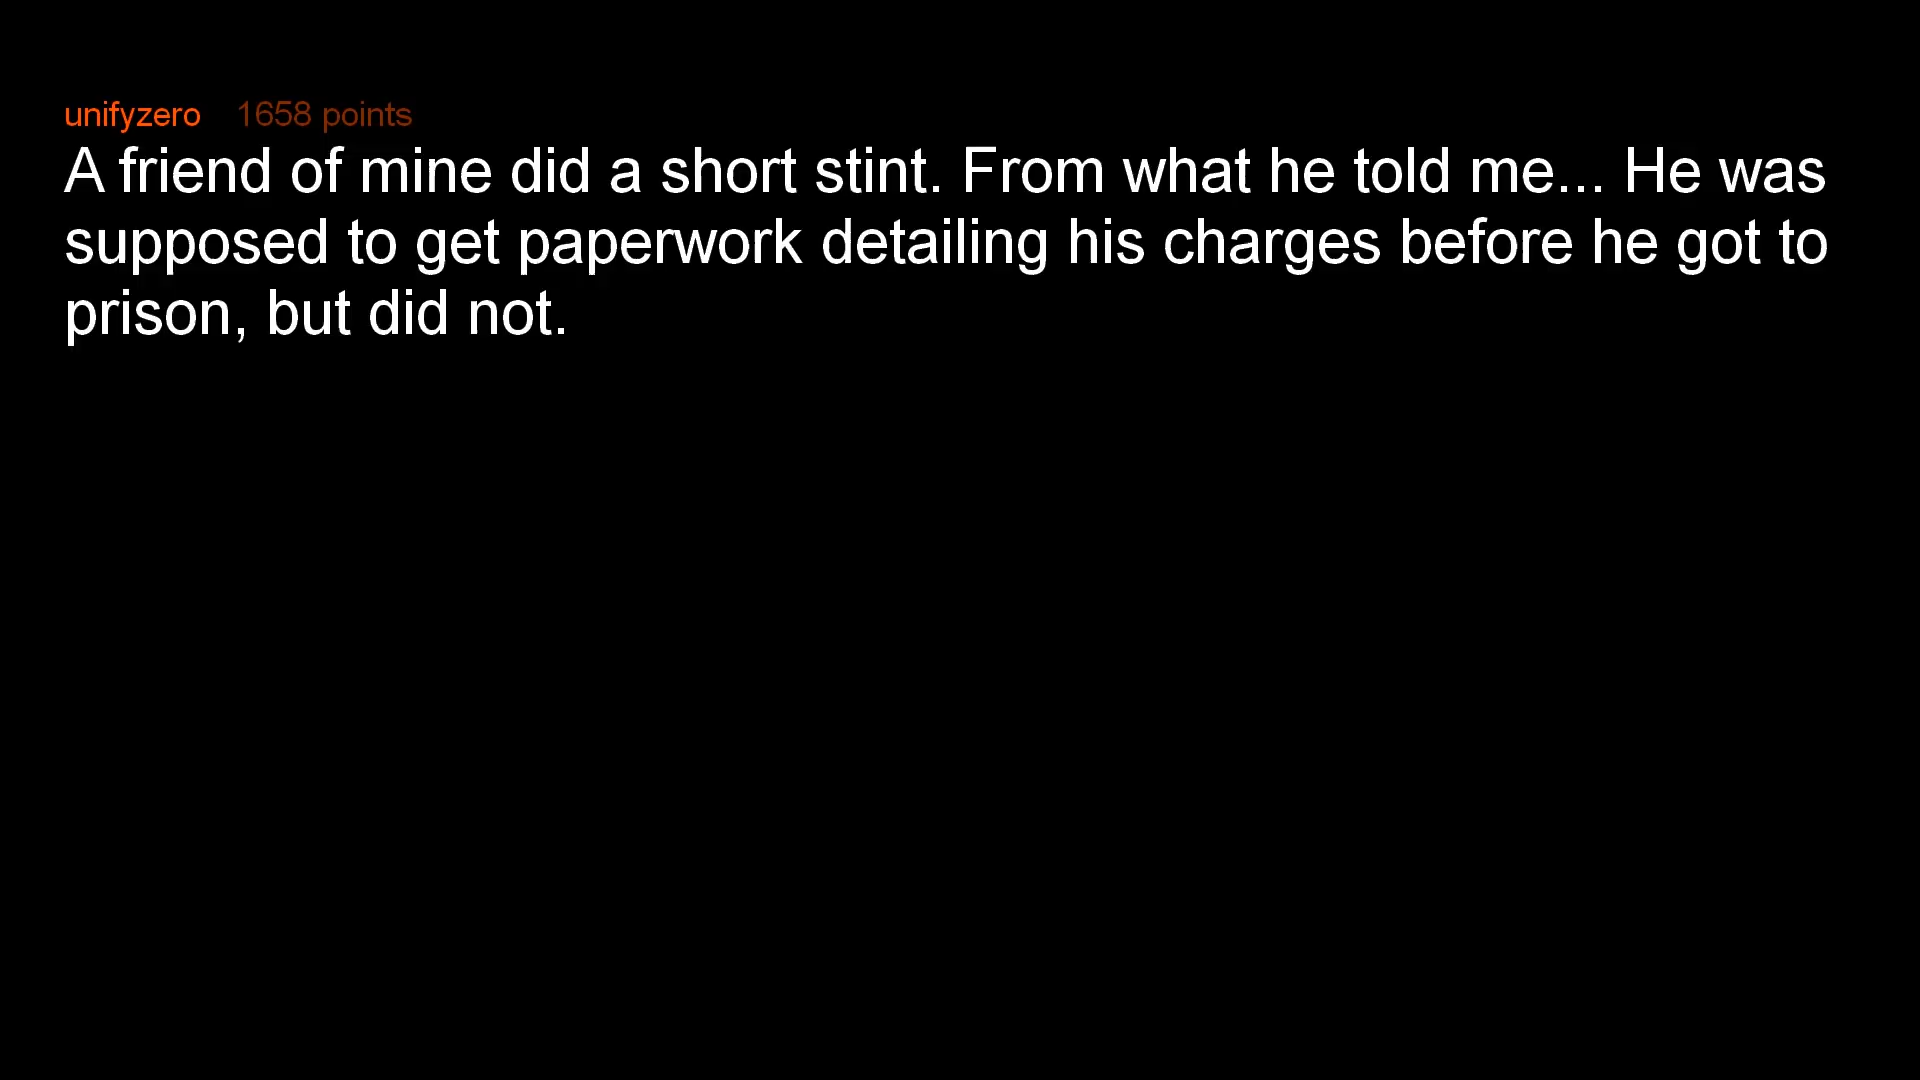 unifyzero 1658 points
A friend of mine did a short stint. From what he told me... He was
supposed to get paperwork detailing his charges before he got to
prison, but did not.